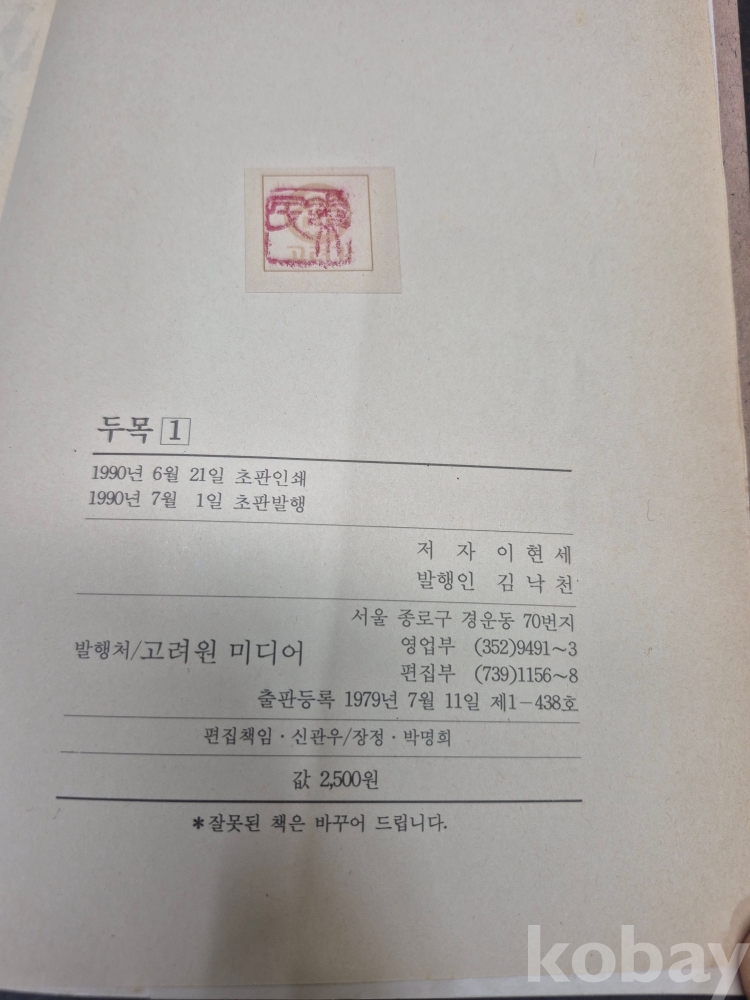 두목 1
1990년 6월 21일 초판인쇄
1990년 7월 1일 초판발행
저 자 이 현 세
발행인 김 낙 천
서울 종로구 경운동 70번지
발행처/고려원 미디어 영업부 (352)9491~3
편집부 (739)1156~8
출판등록 1979년 7월 11일 제1-438호
편집책임·신관우/장정·박명희
값 2,500원
*잘못된 책은 바꾸어 드립니다.
kobay